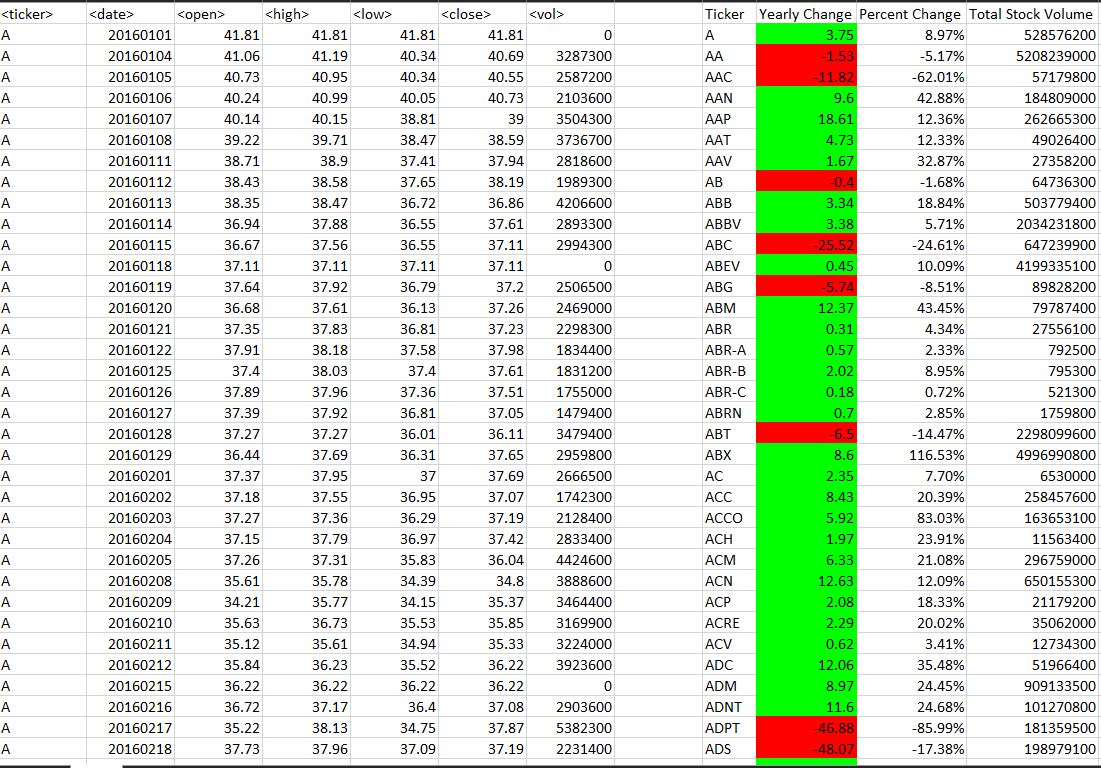 <ticker> <date> <open> <high> <low> <close> <vol> Ticker Yearly Change Percent Change Total Stock Volume
A 20160101 41.81 41.81 41.81 41.81 0 A 3.75 8.97% 528576200
A 20160104 41.06 41.19 40.34 40.69 3287300 AA -1.53 -5.17% 5208239000
A 20160105 40.73 40.95 40.34 40.55 2587200 AAC -11.82 -62.01% 57179800
A 20160106 40.24 40.99 40.05 40.73 2103600 AAN 9.6 42.88% 184809000
A 20160107 40.14 40.15 38.81 39 3504300 AAP 18.61 12.36% 262665300
A 20160108 39.22 39.71 38.47 38.59 3736700 AAT 4.73 12.33% 49026400
A 20160111 38.71 38.9 37.41 37.94 2818600 AAV 1.67 32.87% 27358200
A 20160112 38.43 38.58 37.65 38.19 1989300 AB -0.4 -1.68% 64736300
A 20160113 38.35 38.47 36.72 36.86 4206600 ABB 3.34 18.84% 503779400
A 20160114 36.94 37.88 36.55 37.61 2893300 ABBV 3.38 5.71% 2034231800
A 20160115 36.67 37.56 36.55 37.11 2994300 ABC -25.52 -24.61% 647239900
A 20160118 37.11 37.11 37.11 37.11 0 ABEV 0.45 10.09% 4199335100
A 20160119 37.64 37.92 36.79 37.2 2506500 ABG -5.74 -8.51% 89828200
A 20160120 36.68 37.61 36.13 37.26 2469000 ABM 12.37 43.45% 79787400
A 20160121 37.35 37.83 36.81 37.23 2298300 ABR 0.31 4.34% 27556100
A 20160122 37.91 38.18 37.58 37.98 1834400 ABR-A 0.57 2.33% 792500
A 20160125 37.4 38.03 37.4 37.61 1831200 ABR-B 2.02 8.95% 795300
A 20160126 37.89 37.96 37.36 37.51 1755000 ABR-C 0.18 0.72% 521300
A 20160127 37.39 37.92 36.81 37.05 1479400 ABRN 0.7 2.85% 1759800
A 20160128 37.27 37.27 36.01 36.11 3479400 ABT -6.5 -14.47% 2298099600
A 20160129 36.44 37.69 36.31 37.65 2959800 ABX 8.6 116.53% 4996990800
A 20160201 37.37 37.95 37 37.69 2666500 AC 2.35 7.70% 6530000
A 20160202 37.18 37.55 36.95 37.07 1742300 ACC 8.43 20.39% 258457600
A 20160203 37.27 37.36 36.29 37.19 2128400 ACCO 5.92 83.03% 163653100
A 20160204 37.15 37.79 36.97 37.42 2833400 ACH 1.97 23.91% 11563400
A 20160205 37.26 37.31 35.83 36.04 4424600 ACM 6.33 21.08% 296759000
A 20160208 35.61 35.78 34.39 34.8 3888600 ACN 12.63 12.09% 650155300
A 20160209 34.21 35.77 34.15 35.37 3464400 ACP 2.08 18.33% 21179200
A 20160210 35.63 36.73 35.53 35.85 3169900 ACRE 2.29 20.02% 35062000
A 20160211 35.12 35.61 34.94 35.33 3224000 ACV 0.62 3.41% 12734300
A 20160212 35.84 36.23 35.52 36.22 3923600 ADC 12.06 35.48% 51966400
A 20160215 36.22 36.22 36.22 36.22 0 ADM 8.97 24.45% 909133500
A 20160216 36.72 37.17 36.4 37.08 2903600 ADNT 11.6 24.68% 101270800
A 20160217 35.22 38.13 34.75 37.87 5382300 ADPT -46.88 -85.99% 181359500
A 20160218 37.73 37.96 37.09 37.19 2231400 ADS -48.07 -17.38% 198979100